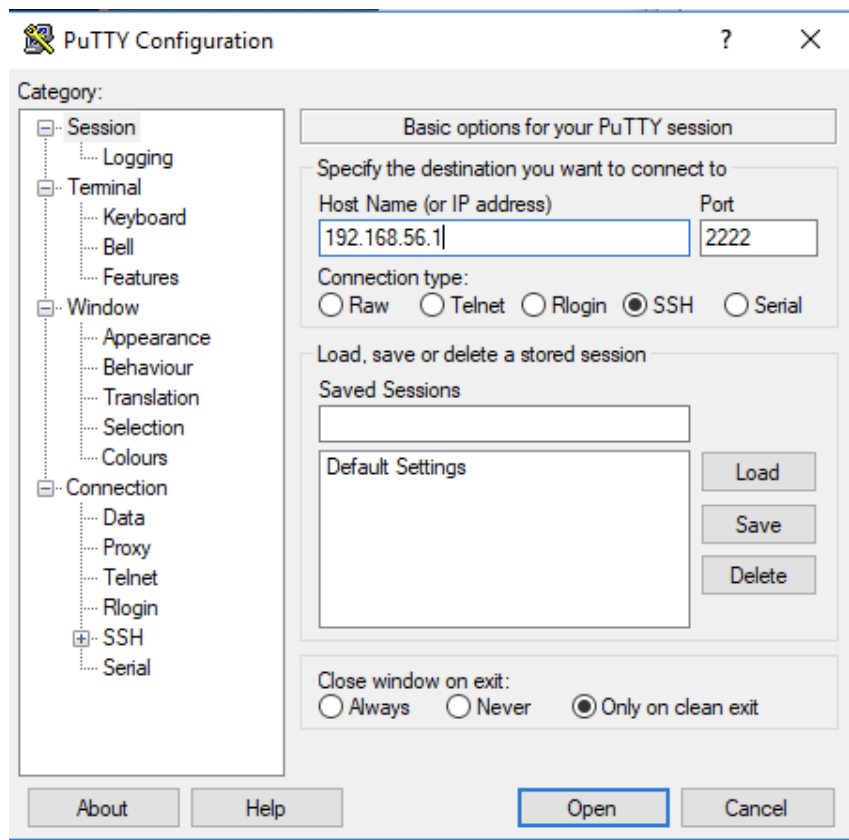 PuTTY Configuration
?
Category:
Session
Logging
Terminal
Keyboard
Bell
Features
Window
Appearance
Behaviour
Translation
Selection
Colours
Connection
Data
Proxy
Telnet
Rlogin
SSH
Serial
Basic options for your PuTTY session
Specify the destination you want to connect to
Host Name (or IP address) Port
192.168.56.1 2222
Connection type:
Raw Telnet Rlogin SSH Serial
Load, save or delete a stored session
Saved Sessions
Default Settings
Load
Save
Delete
Close window on exit:
Always Never Only on clean exit
About Help Open Cancel